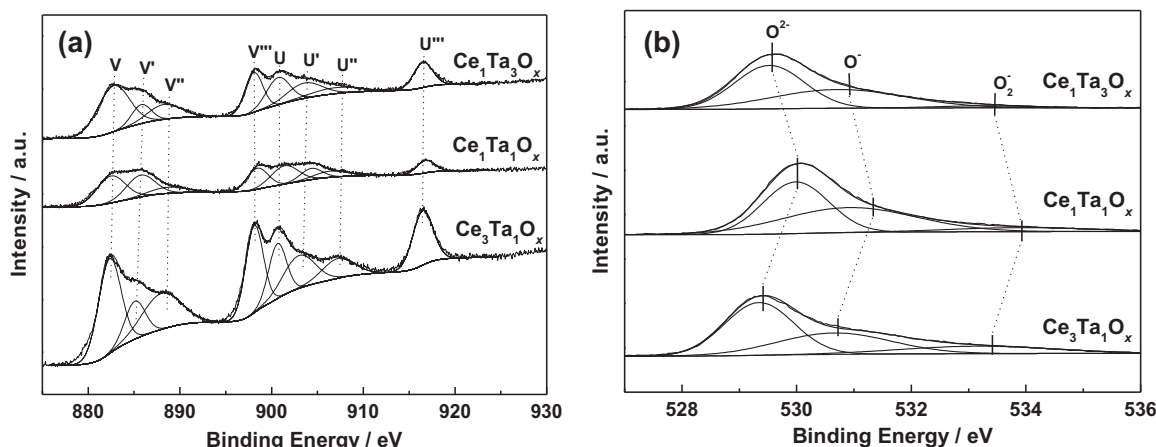 (a)
V
V'
V''
V'''
U
U'
U''
U'''
Ce₁Ta₃Oₓ
Ce₁Ta₁Oₓ
Ce₃Ta₁Oₓ
Intensity / a.u.
880 890 900 910 920 930
Binding Energy / eV
(b)
O²⁻
O⁻
O₂⁻
Ce₁Ta₃Oₓ
Ce₁Ta₁Oₓ
Ce₃Ta₁Oₓ
Intensity / a.u.
528 530 532 534 536
Binding Energy / eV